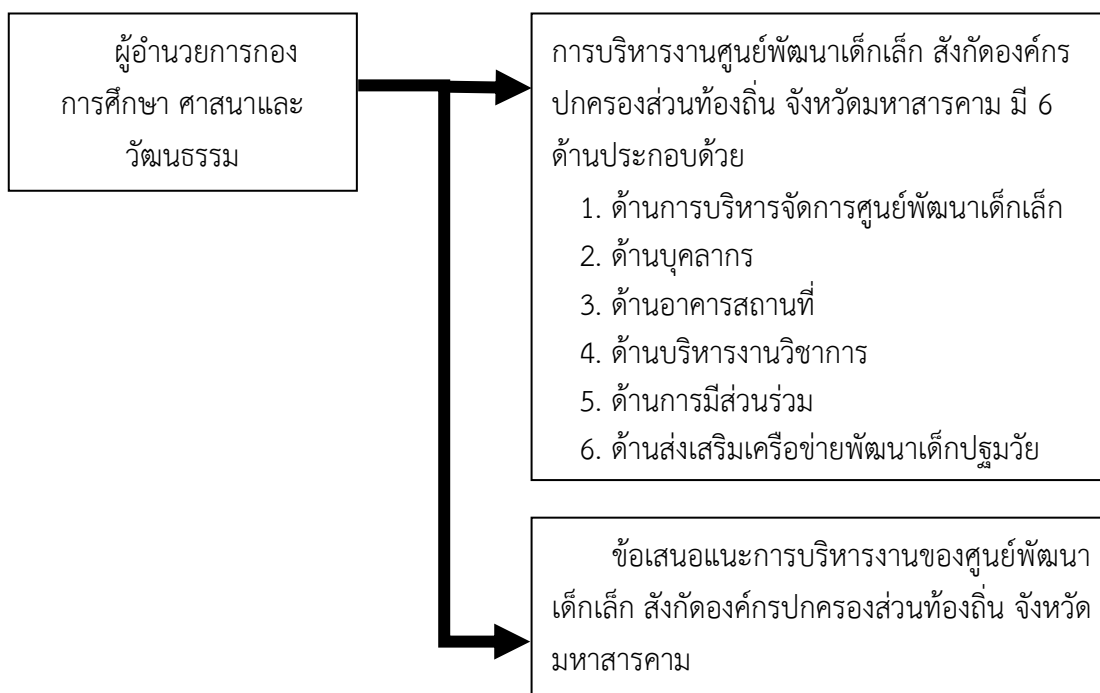 ผู้อำนวยการกอง
การศึกษา ศาสนาและ
วัฒนธรรม
การบริหารงานศูนย์พัฒนาเด็กเล็ก สังกัดองค์กร
ปกครองส่วนท้องถิ่น จังหวัดมหาสารคาม มี 6
ด้านประกอบด้วย
1. ด้านการบริหารจัดการศูนย์พัฒนาเด็กเล็ก
2. ด้านบุคลากร
3. ด้านอาคารสถานที่
4. ด้านบริหารงานวิชาการ
5. ด้านการมีส่วนร่วม
6. ด้านส่งเสริมเครือข่ายพัฒนาเด็กปฐมวัย
ข้อเสนอแนะการบริหารงานของศูนย์พัฒนา
เด็กเล็ก สังกัดองค์กรปกครองส่วนท้องถิ่น จังหวัด
มหาสารคาม